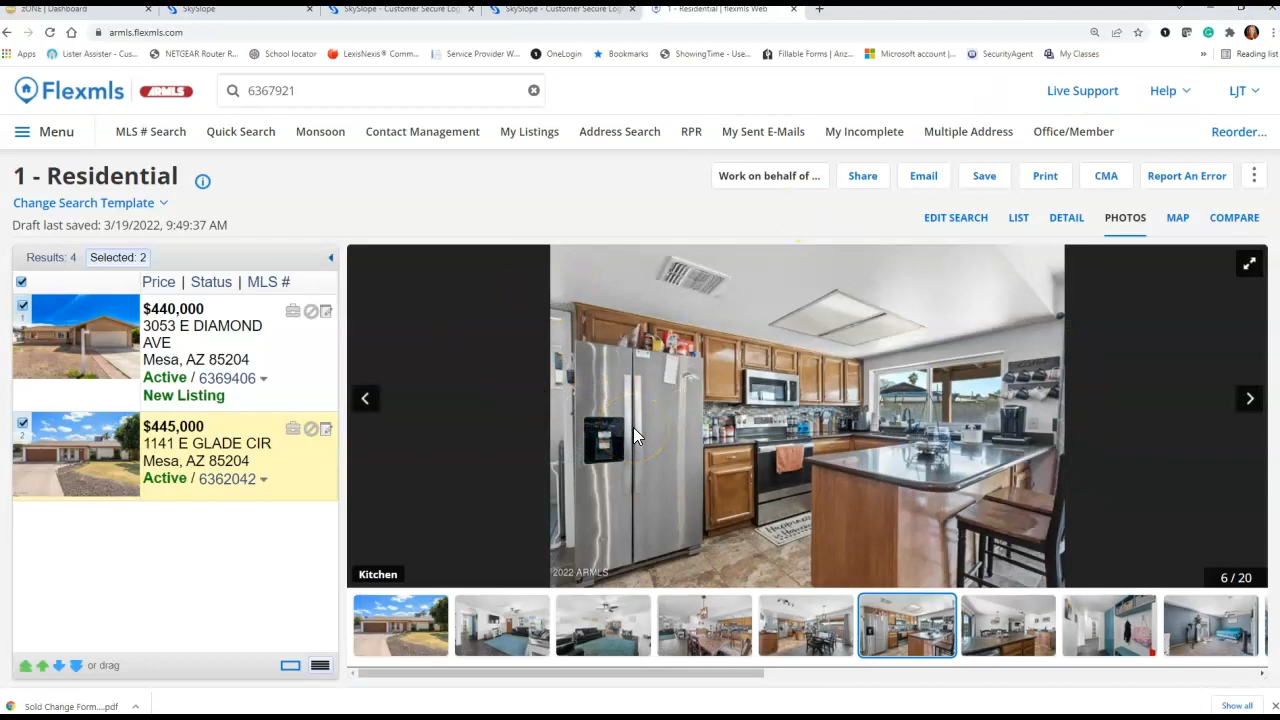 zONE | Dashboard
SkySlope
SkySlope - Customer Secure Log
SkySlope - Customer Secure Log
1 - Residential | flexmls Web
armls.flexmls.com
Apps
Lister Assister - Cus...
NETGEAR Router R...
School locator
LexisNexis® Comm...
Service Provider W...
OneLogin
Bookmarks
ShowingTime - Use...
Fillable Forms | Ariz...
Microsoft account |...
SecurityAgent
My Classes
»
Reading list
Flexmls
ARMLS
6367921
Live Support
Help
LJT
Menu
MLS # Search
Quick Search
Monsoon
Contact Management
My Listings
Address Search
RPR
My Sent E-Mails
My Incomplete
Multiple Address
Office/Member
Reorder...
1 - Residential
Work on behalf of ...
Share
Email
Save
Print
CMA
Report An Error
Change Search Template
Draft last saved: 3/19/2022, 9:49:37 AM
EDIT SEARCH
LIST
DETAIL
PHOTOS
MAP
COMPARE
Results: 4
Selected: 2
Price | Status | MLS #
1
$440,000
3053 E DIAMOND
AVE
Mesa, AZ 85204
Active / 6369406
New Listing
2
$445,000
1141 E GLADE CIR
Mesa, AZ 85204
Active / 6362042
2022 ARMLS
Kitchen
6 / 20
or drag
Sold Change Form....pdf
Show all